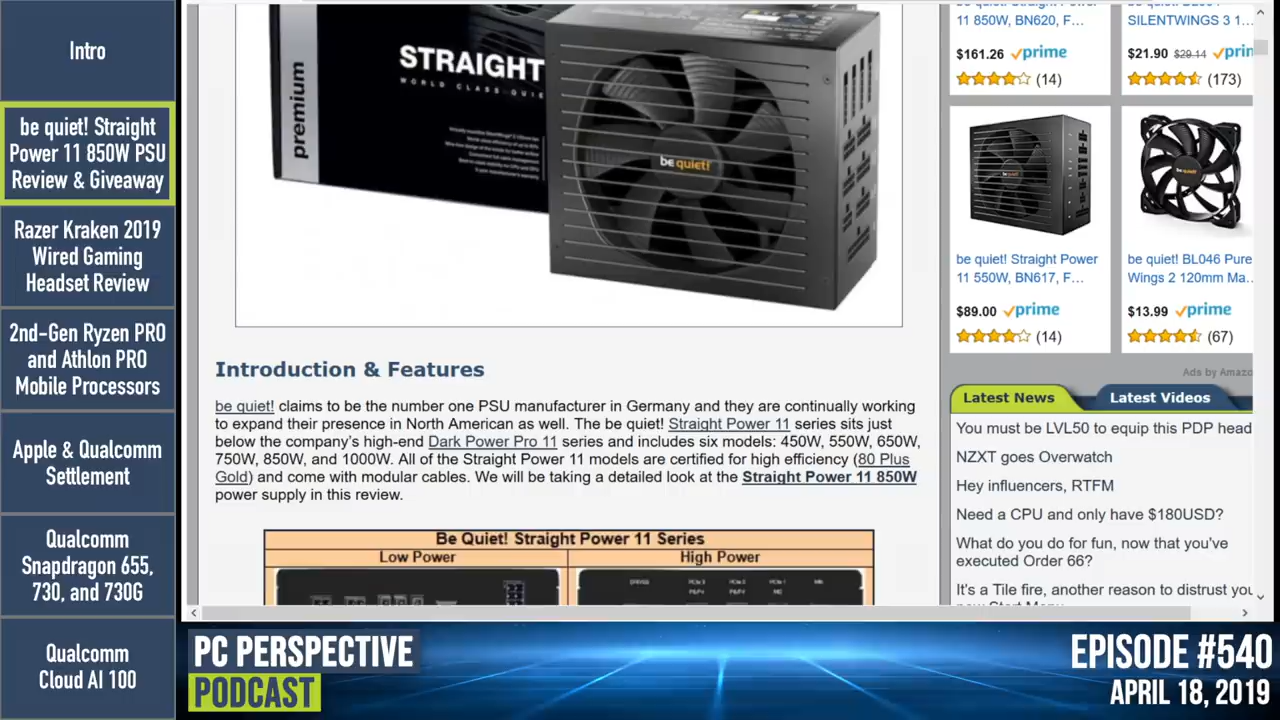 Intro
be quiet! Straight
Power 11 850W PSU
Review & Giveaway
Razer Kraken 2019
Wired Gaming
Headset Review
2nd-Gen Ryzen PRO
and Athlon PRO
Mobile Processors
Apple & Qualcomm
Settlement
Qualcomm
Snapdragon 655,
730, and 730G
Qualcomm
Cloud AI 100
premium
STRAIGHT
WORLD CLASS QUIE
be quiet!
Introduction & Features
be quiet! claims to be the number one PSU manufacturer in Germany and they are continually working
to expand their presence in North American as well. The be quiet! Straight Power 11 series sits just
below the company's high-end Dark Power Pro 11 series and includes six models: 450W, 550W, 650W,
750W, 850W, and 1000W. All of the Straight Power 11 models are certified for high efficiency (80 Plus
Gold) and come with modular cables. We will be taking a detailed look at the Straight Power 11 850W
power supply in this review.
Be Quiet! Straight Power 11 Series
Low Power
High Power
11 850W, BN620, F...
$161.26 prime
(14)
SILENTWINGS 3 1...
$21.90 $29.14 prin
(173)
be quiet! Straight Power
11 550W, BN617, F...
$89.00 prime
(14)
be quiet! BL046 Pure
Wings 2 120mm Ma...
$13.99 prime
(67)
Ads by Amazo
Latest News
Latest Videos
You must be LVL50 to equip this PDP head
NZXT goes Overwatch
Hey influencers, RTFM
Need a CPU and only have $180USD?
What do you do for fun, now that you've
executed Order 66?
It's a Tile fire, another reason to distrust you
PC PERSPECTIVE
PODCAST
EPISODE #540
APRIL 18, 2019